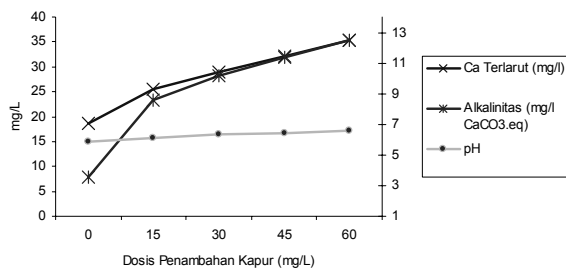 40
35
30
25
20
15
10
5
0
mg/L
13
11
9
7
5
3
1
0 15 30 45 60
Dosis Penambahan Kapur (mg/L)
Ca Terlarut (mg/l)
Alkalinitas (mg/l
CaCO3.eq)
pH